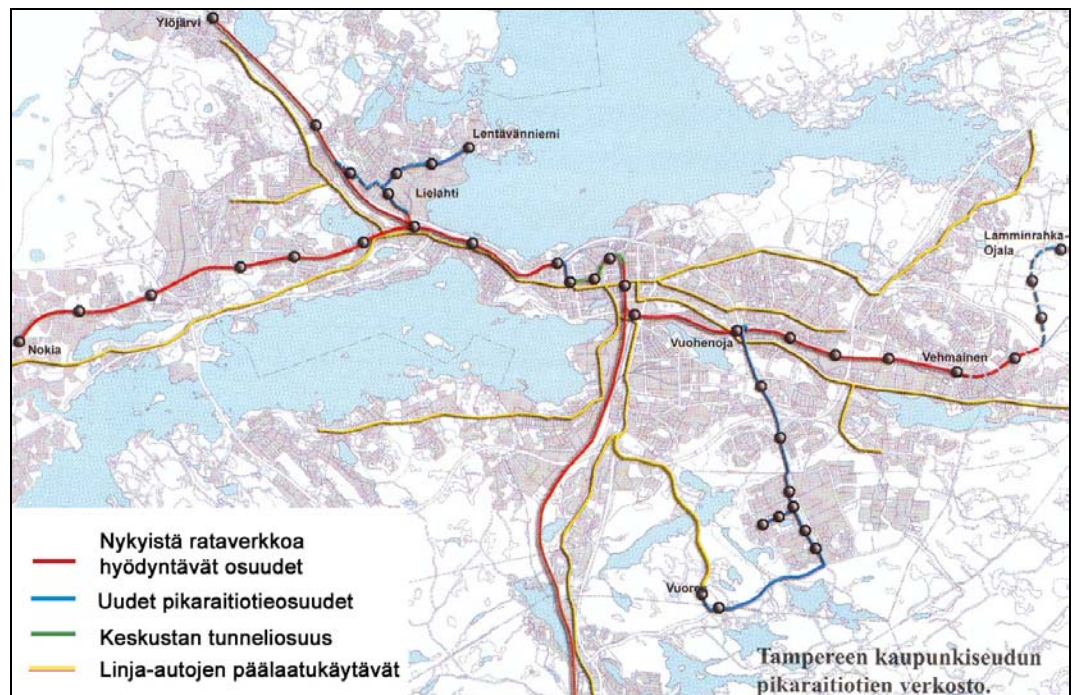 Ylöjärvi
Lentävänniemi
Lielahti
Lamminrahka-
Ojala
Nokia
Vuohenoja
Vehmainen
Vuores
Nykyistä rataverkkoa
hyödyntävät osuudet
Uudet pikaraitiotieosuudet
Keskustan tunneliosuus
Linja-autojen päälaatukäytävät
Tampereen kaupunkiseudun
pikaraitiotien verkosto.